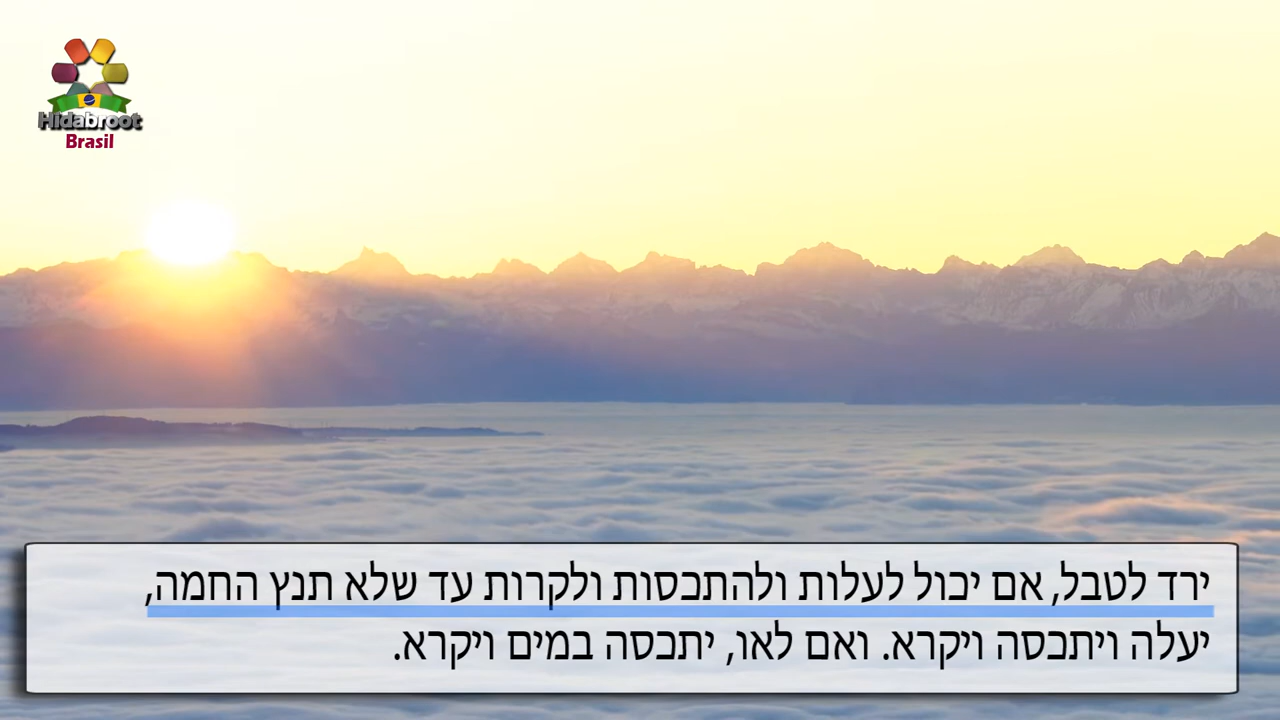 Hidabroot
Brasil
ירד לטבל, אם יכול לעלות ולהתכסות ולקרות עד שלא תנץ החמה,
יעלה ויתכסה ויקרא. ואם לאו, יתכסה במים ויקרא.